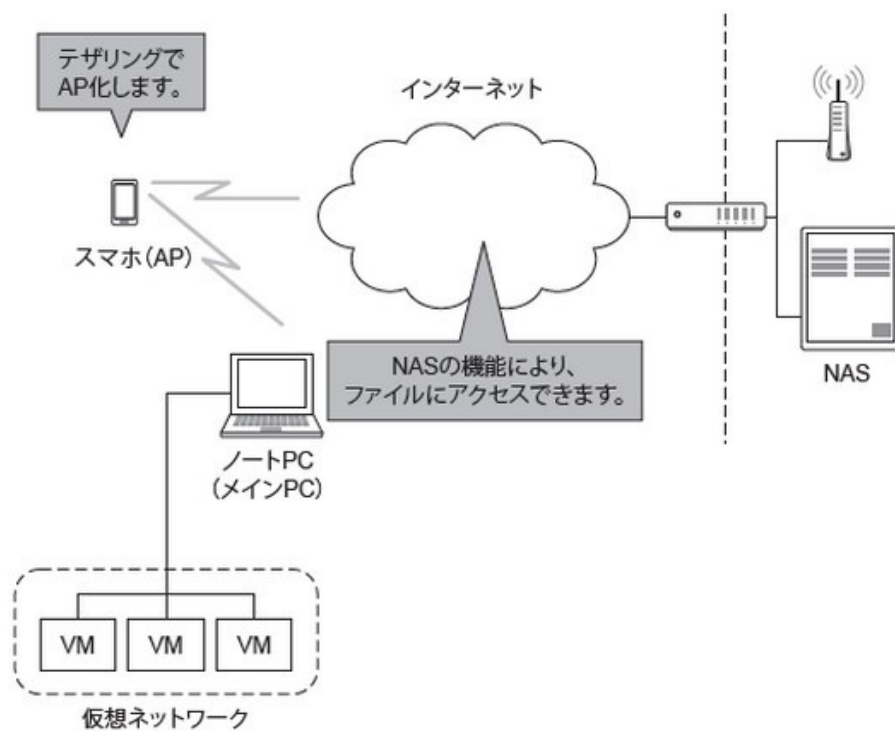 テザリングで
AP化します。
インターネット
スマホ(AP)
NASの機能により、
ファイルにアクセスできます。
NAS
ノートPC
(メインPC)
VM
VM
VM
仮想ネットワーク